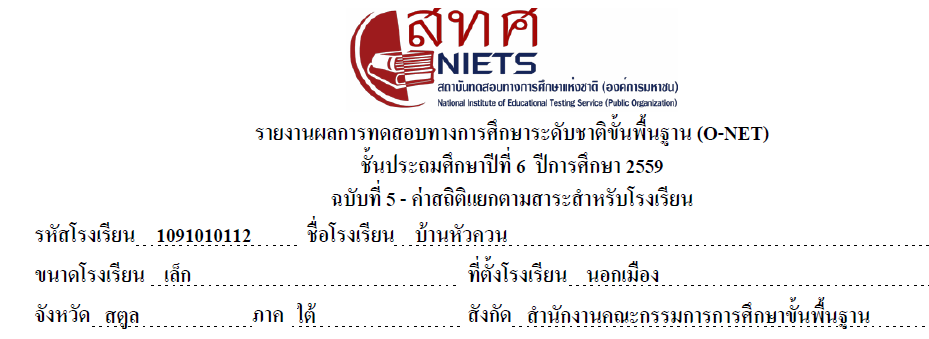 สทศ
NIETS
สถาบันทดสอบทางการศึกษาแห่งชาติ (องค์การมหาชน)
National Institute of Educational Testing Service (Public Organization)
รายงานผลการทดสอบทางการศึกษาระดับชาติขั้นพื้นฐาน (O-NET)
ชั้นประถมศึกษาปีที่ 6 ปีการศึกษา 2559
ฉบับที่ 5 - ค่าสถิติแยกตามสาระสำหรับโรงเรียน
รหัสโรงเรียน 1091010112 ชื่อโรงเรียน บ้านหัวควน
ขนาดโรงเรียน เล็ก ที่ตั้งโรงเรียน นอกเมือง
จังหวัด สตูล ภาค ใต้ สังกัด สำนักงานคณะกรรมการการศึกษาขั้นพื้นฐาน